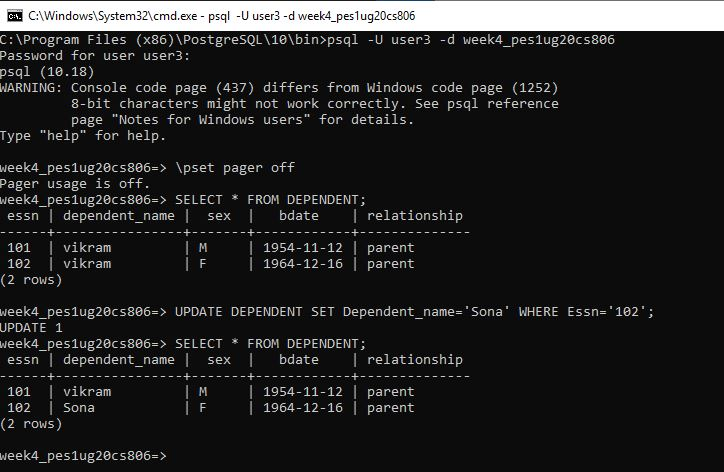 C:\Windows\System32\cmd.exe - psql  -U user3 -d week4_pes1ug20cs806
C:\Program Files (x86)\PostgreSQL\10\bin>psql -U user3 -d week4_pes1ug20cs806
Password for user user3:
psql (10.18)
WARNING: Console code page (437) differs from Windows code page (1252)
         8-bit characters might not work correctly. See psql reference
         page "Notes for Windows users" for details.
Type "help" for help.

week4_pes1ug20cs806=> \pset pager off
Pager usage is off.
week4_pes1ug20cs806=> SELECT * FROM DEPENDENT;
 essn | dependent_name |  sex  |   bdate    | relationship
------+----------------+-------+------------+--------------
 101  | vikram         | M     | 1954-11-12 | parent
 102  | vikram         | F     | 1964-12-16 | parent
(2 rows)

week4_pes1ug20cs806=> UPDATE DEPENDENT SET Dependent_name='Sona' WHERE Essn='102';
UPDATE 1
week4_pes1ug20cs806=> SELECT * FROM DEPENDENT;
 essn | dependent_name |  sex  |   bdate    | relationship
------+----------------+-------+------------+--------------
 101  | vikram         | M     | 1954-11-12 | parent
 102  | Sona           | F     | 1964-12-16 | parent
(2 rows)

week4_pes1ug20cs806=>